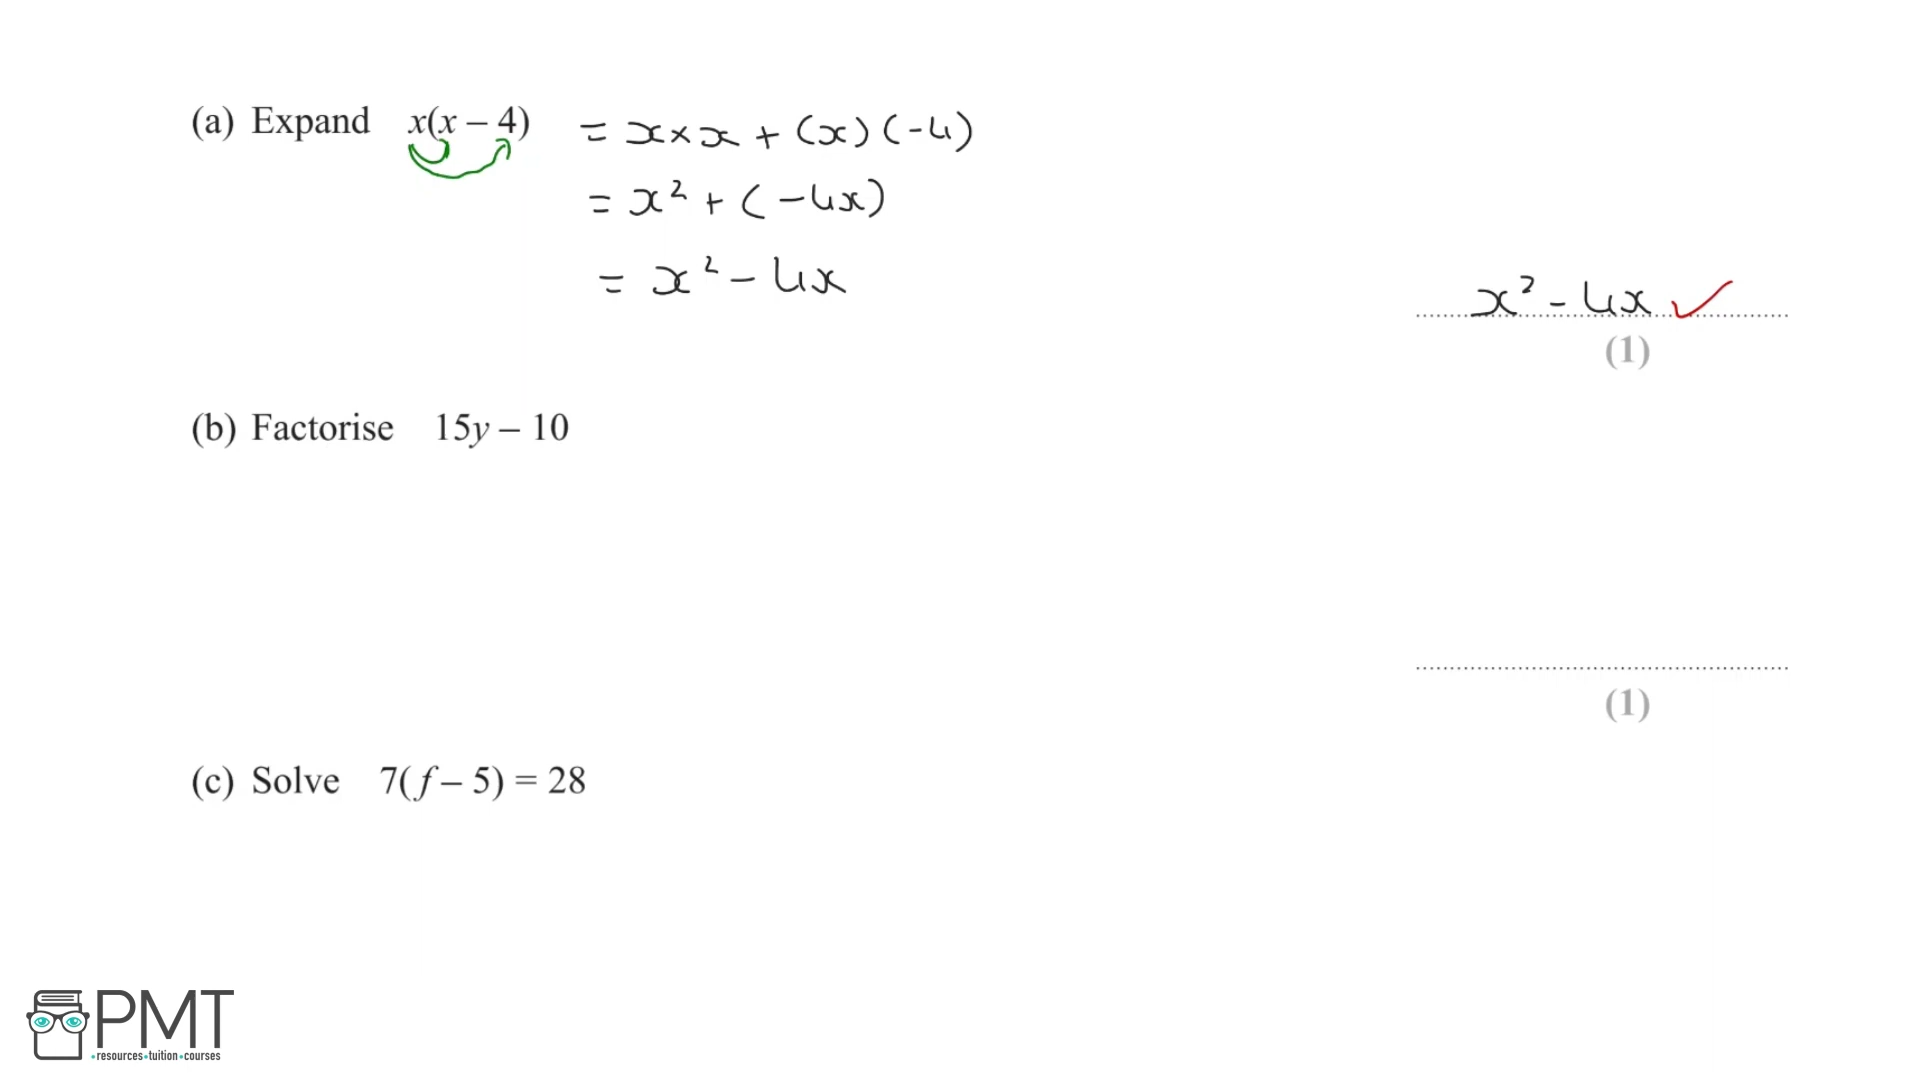 (a) Expand x(x – 4) = x × x + (x)(-4)
= x² + (-4x)
= x² - 4x
x² - 4x ✓
(1)
(b) Factorise 15y – 10
(1)
(c) Solve 7(f – 5) = 28
PMT
•resources•tuition•courses